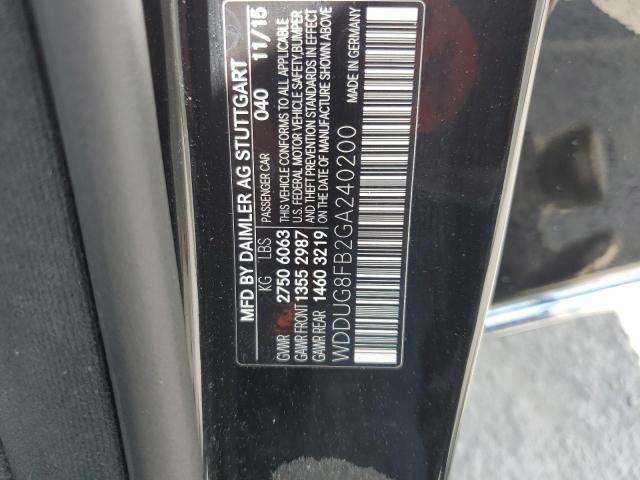 MFD BY DAIMLER AG STUTTGART
040 11/15
KG LBS PASSENGER CAR
GVWR 2750 6063
GAWR FRONT 1355 2987
GAWR REAR 1460 3219
THIS VEHICLE CONFORMS TO ALL APPLICABLE
U.S. FEDERAL MOTOR VEHICLE SAFETY BUMPER
AND THEFT PREVENTION STANDARDS IN EFFECT
ON THE DATE OF MANUFACTURE SHOWN ABOVE
WDDUG8FB2GA240200
MADE IN GERMANY